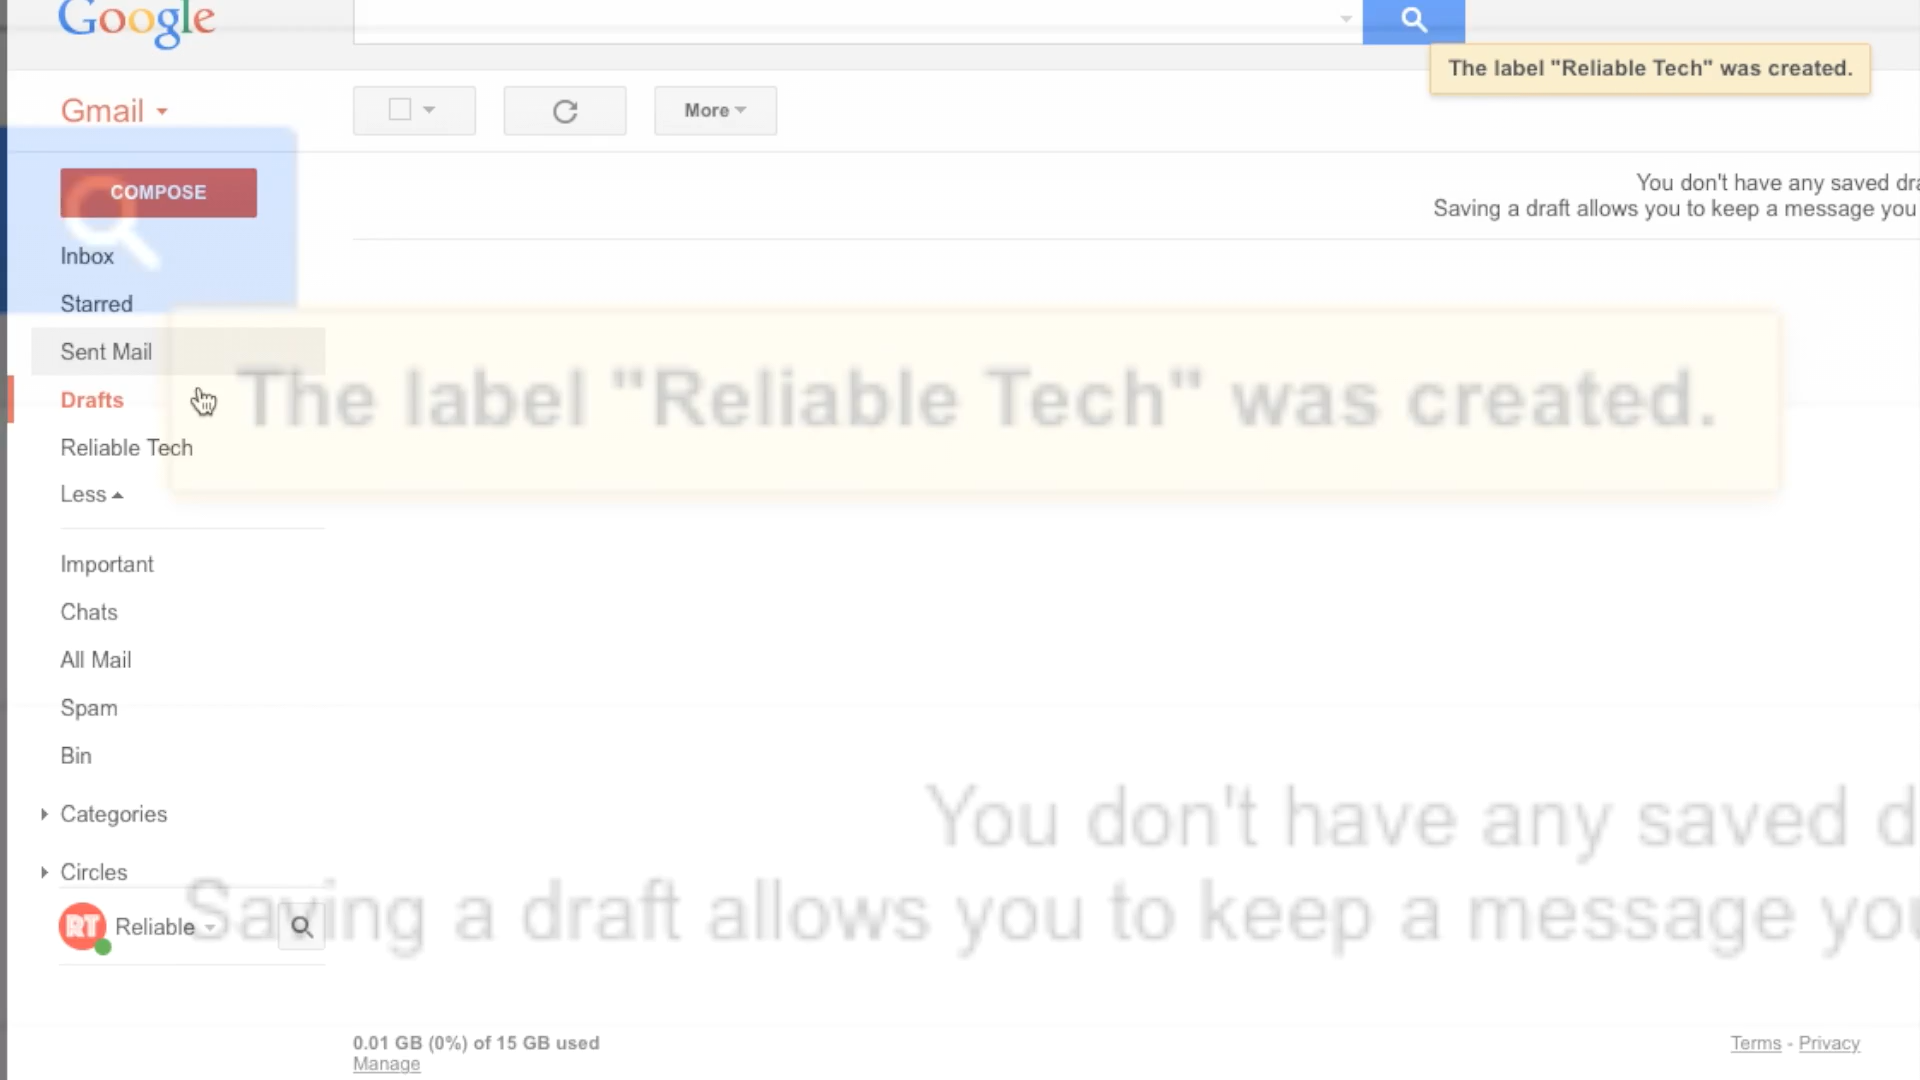 Google
The label "Reliable Tech" was created.
Gmail
More
COMPOSE
You don't have any saved
Saving a draft allows you to keep a message you
Inbox
Starred
Sent Mail
The label "Reliable Tech" was created.
Drafts
Reliable Tech
Less
Important
Chats
All Mail
Spam
Bin
Categories
You don't have any saved
Circles
Saving a draft allows you to keep a message
RT
Reliable
0.01 GB (0%) of 15 GB used
Manage
Terms - Privacy